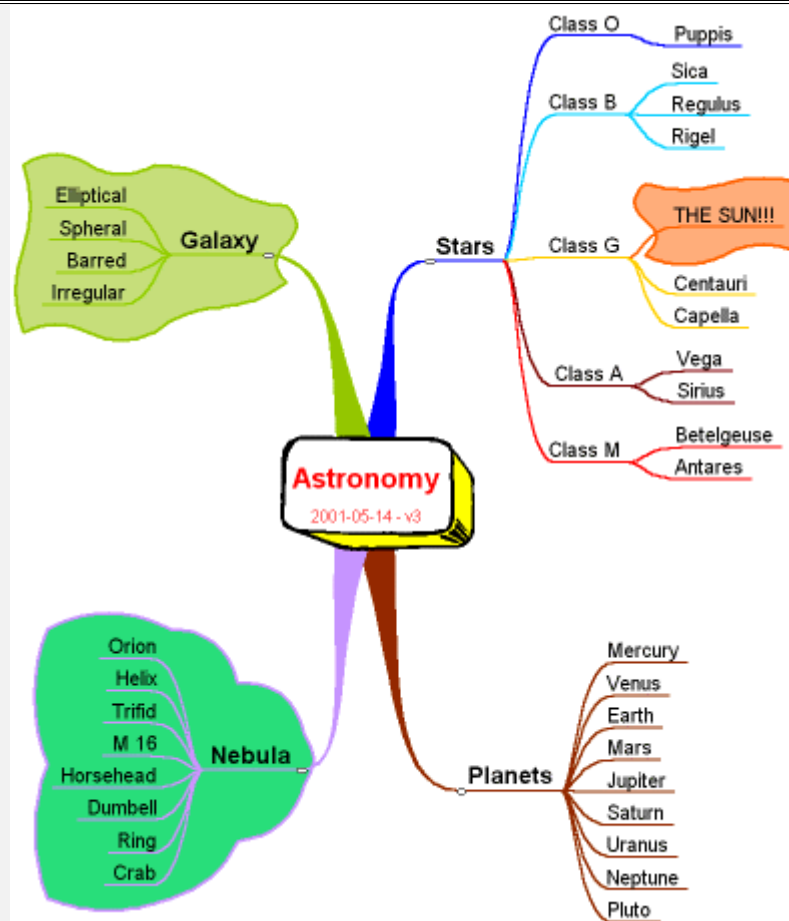 Astronomy
2001-05-14 - v3
Galaxy
Elliptical
Spheral
Barred
Irregular
Stars
Class O
Puppis
Class B
Sica
Regulus
Rigel
Class G
THE SUN!!!
Centauri
Capella
Class A
Vega
Sirius
Class M
Betelgeuse
Antares
Nebula
Orion
Helix
Trifid
M 16
Horsehead
Dumbell
Ring
Crab
Planets
Mercury
Venus
Earth
Mars
Jupiter
Saturn
Uranus
Neptune
Pluto